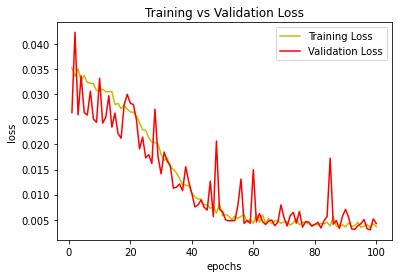 Training vs Validation Loss
Training Loss
Validation Loss
loss
0.040
0.035
0.030
0.025
0.020
0.015
0.010
0.005
0
20
40
60
80
100
epochs